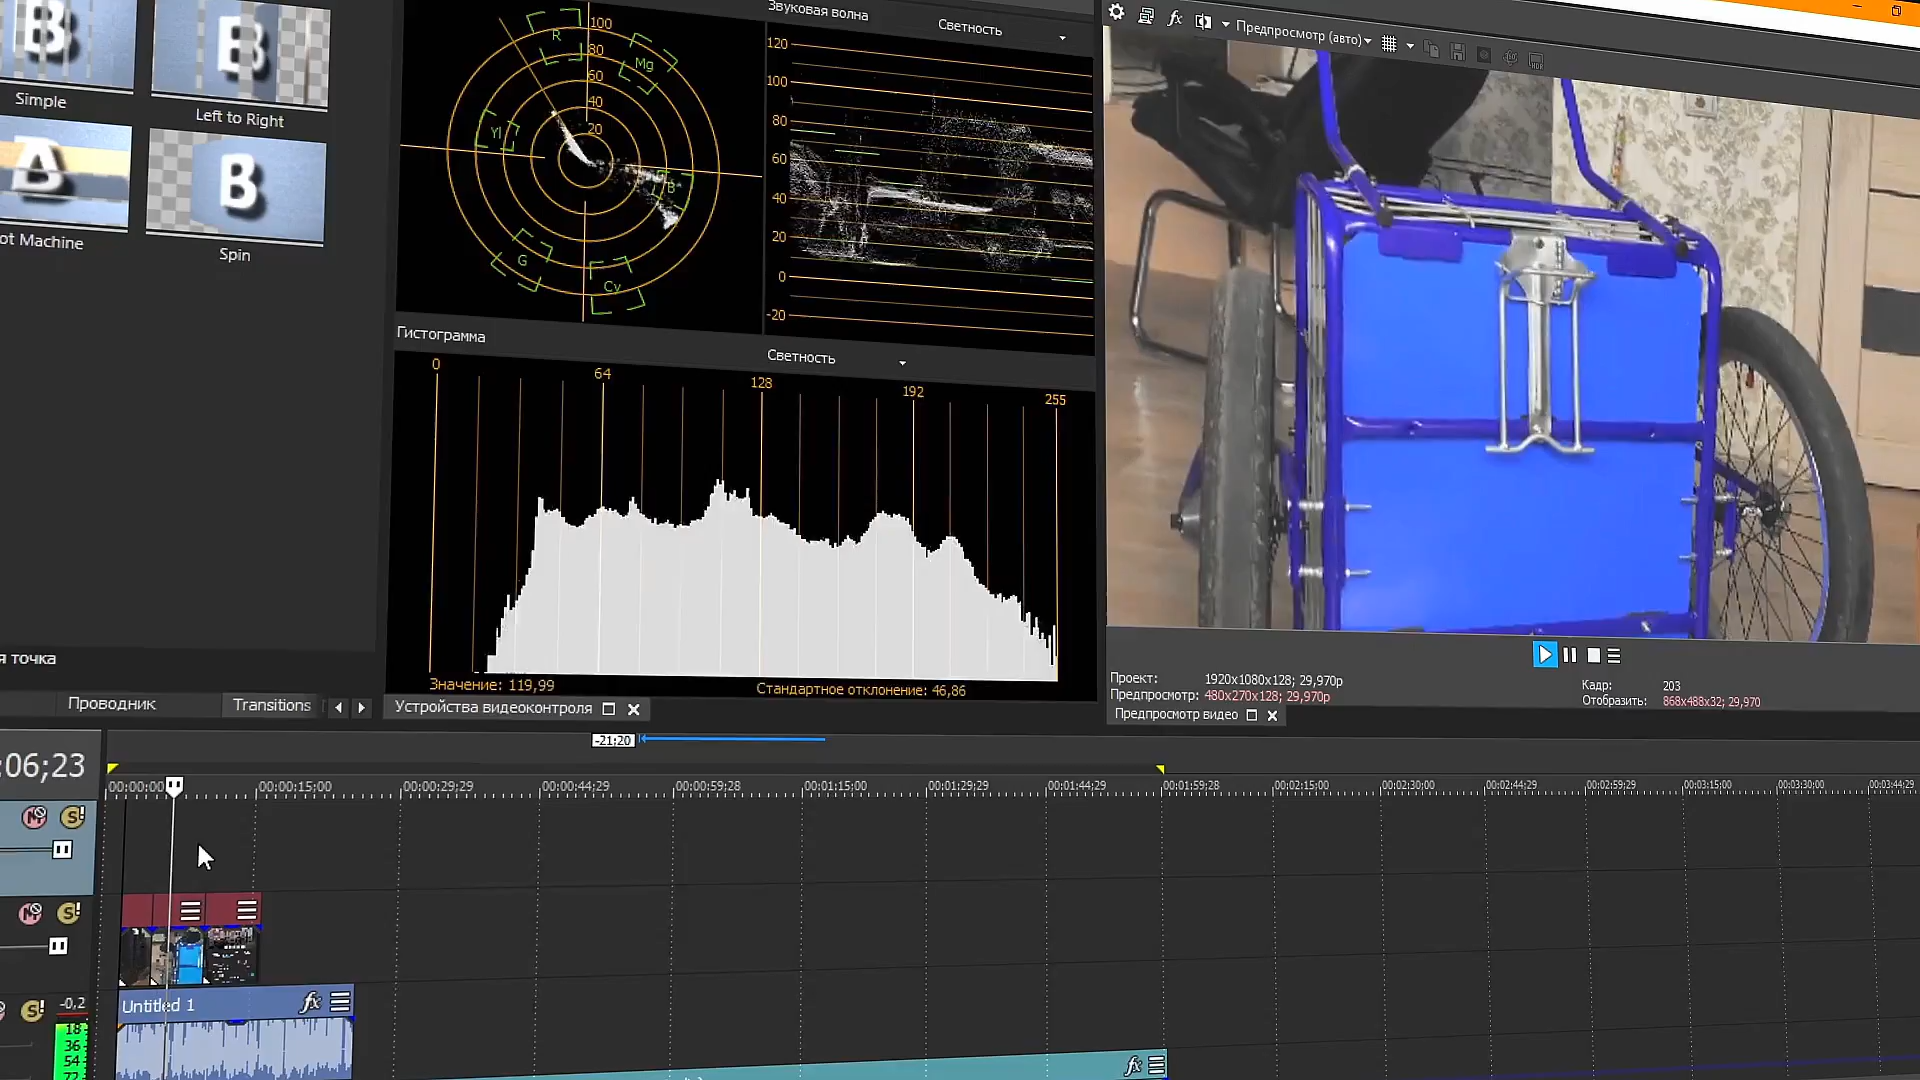 Simple
Left to Right
ot Machine
Spin
я точка
Проводник
Transitions
100
80
60
40
20
R
Mg
Yl
B
G
Cy
Звуковая волна
Светность
120
100
80
60
40
20
0
-20
Гистограмма
Светность
0
64
128
192
255
Значение: 119,99
Стандартное отклонение: 46,86
Устройства видеоконтроля
fx
Предпросмотр (авто)
Проект: 1920x1080x128; 29,970p
Предпросмотр: 480x270x128; 29,970p
Предпросмотр видео
Кадр: 203
Отобразить: 868x488x32; 29,970
-21;20
:06;23
00:00:00
00:00:15;00
00:00:29;29
00:00:44;29
00:00:59;28
00:01:15;00
00:01:29;29
00:01:44;29
00:01:59;28
00:02:15;00
00:02:30;00
00:02:44;29
00:02:59;29
00:03:15;00
00:03:30;00
00:03:44;29
M S!
M S!
Untitled 1 fx
S! -0,2
18
36
54
72
fx